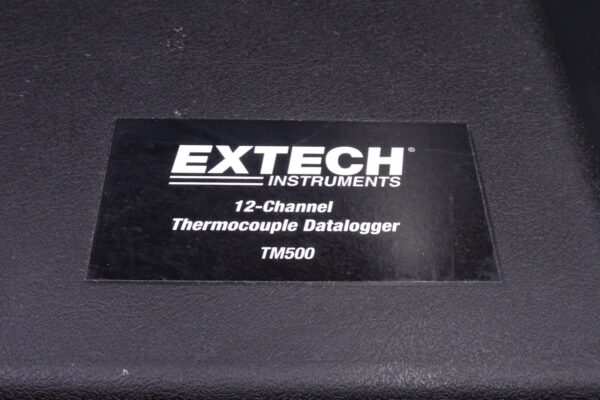 EXTECH®
INSTRUMENTS
12-Channel
Thermocouple Datalogger
TM500